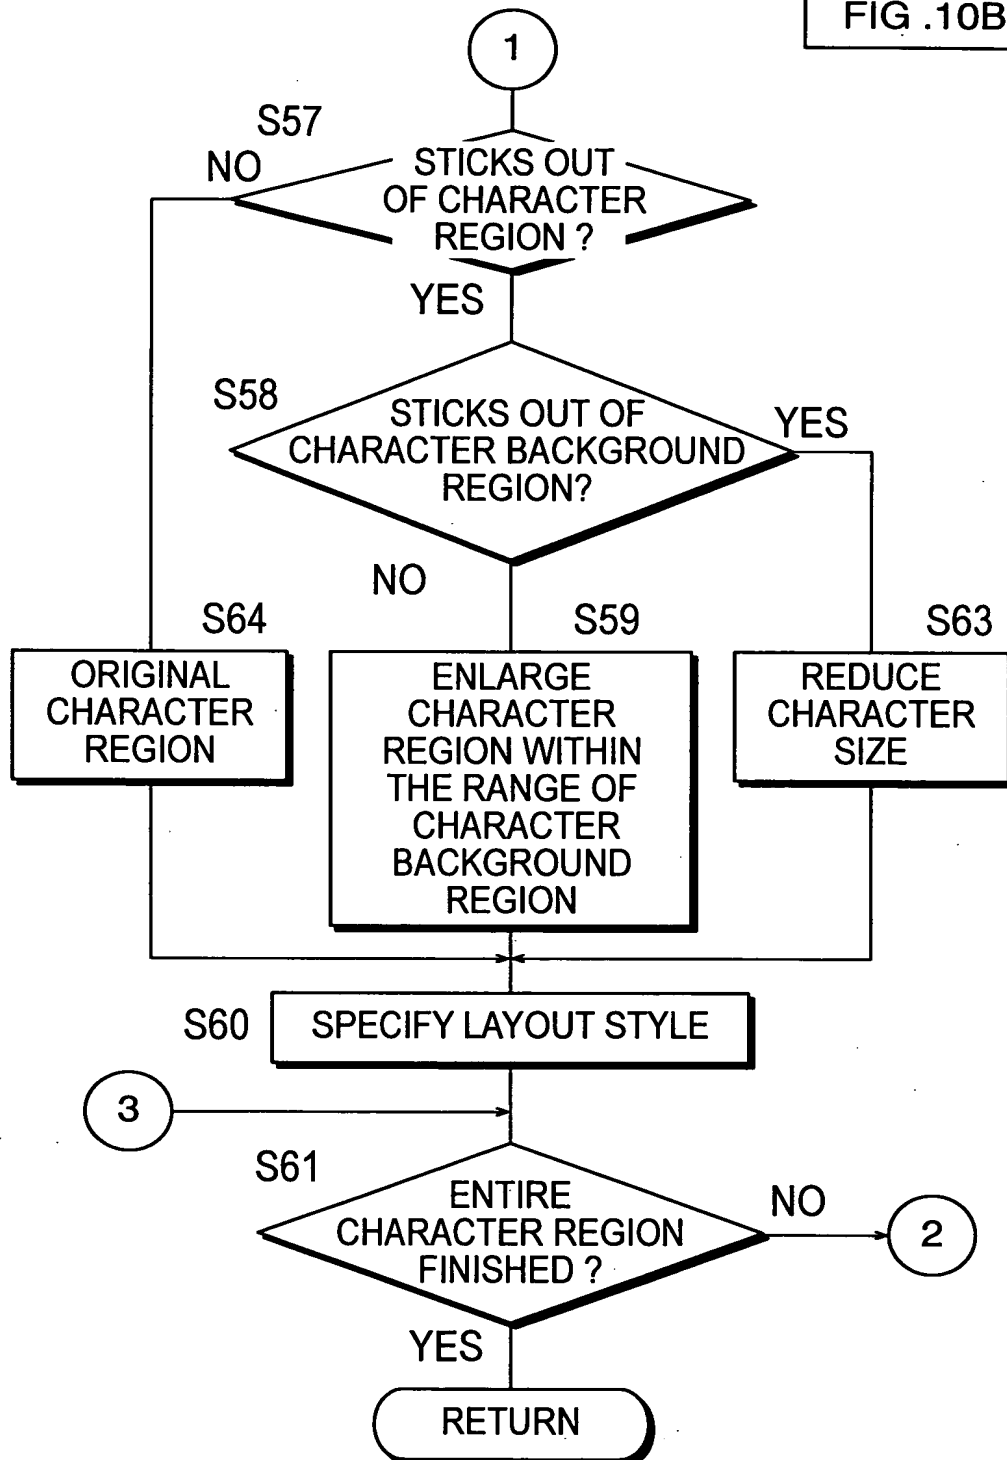 FIG .10B
1
S57
NO
STICKS OUT
OF CHARACTER
REGION ?
YES
S58
STICKS OUT OF
CHARACTER BACKGROUND
REGION?
YES
NO
S64
ORIGINAL
CHARACTER
REGION
S59
ENLARGE
CHARACTER
REGION WITHIN
THE RANGE OF
CHARACTER
BACKGROUND
REGION
S63
REDUCE
CHARACTER
SIZE
S60
SPECIFY LAYOUT STYLE
3
S61
ENTIRE
CHARACTER REGION
FINISHED ?
NO
2
YES
RETURN